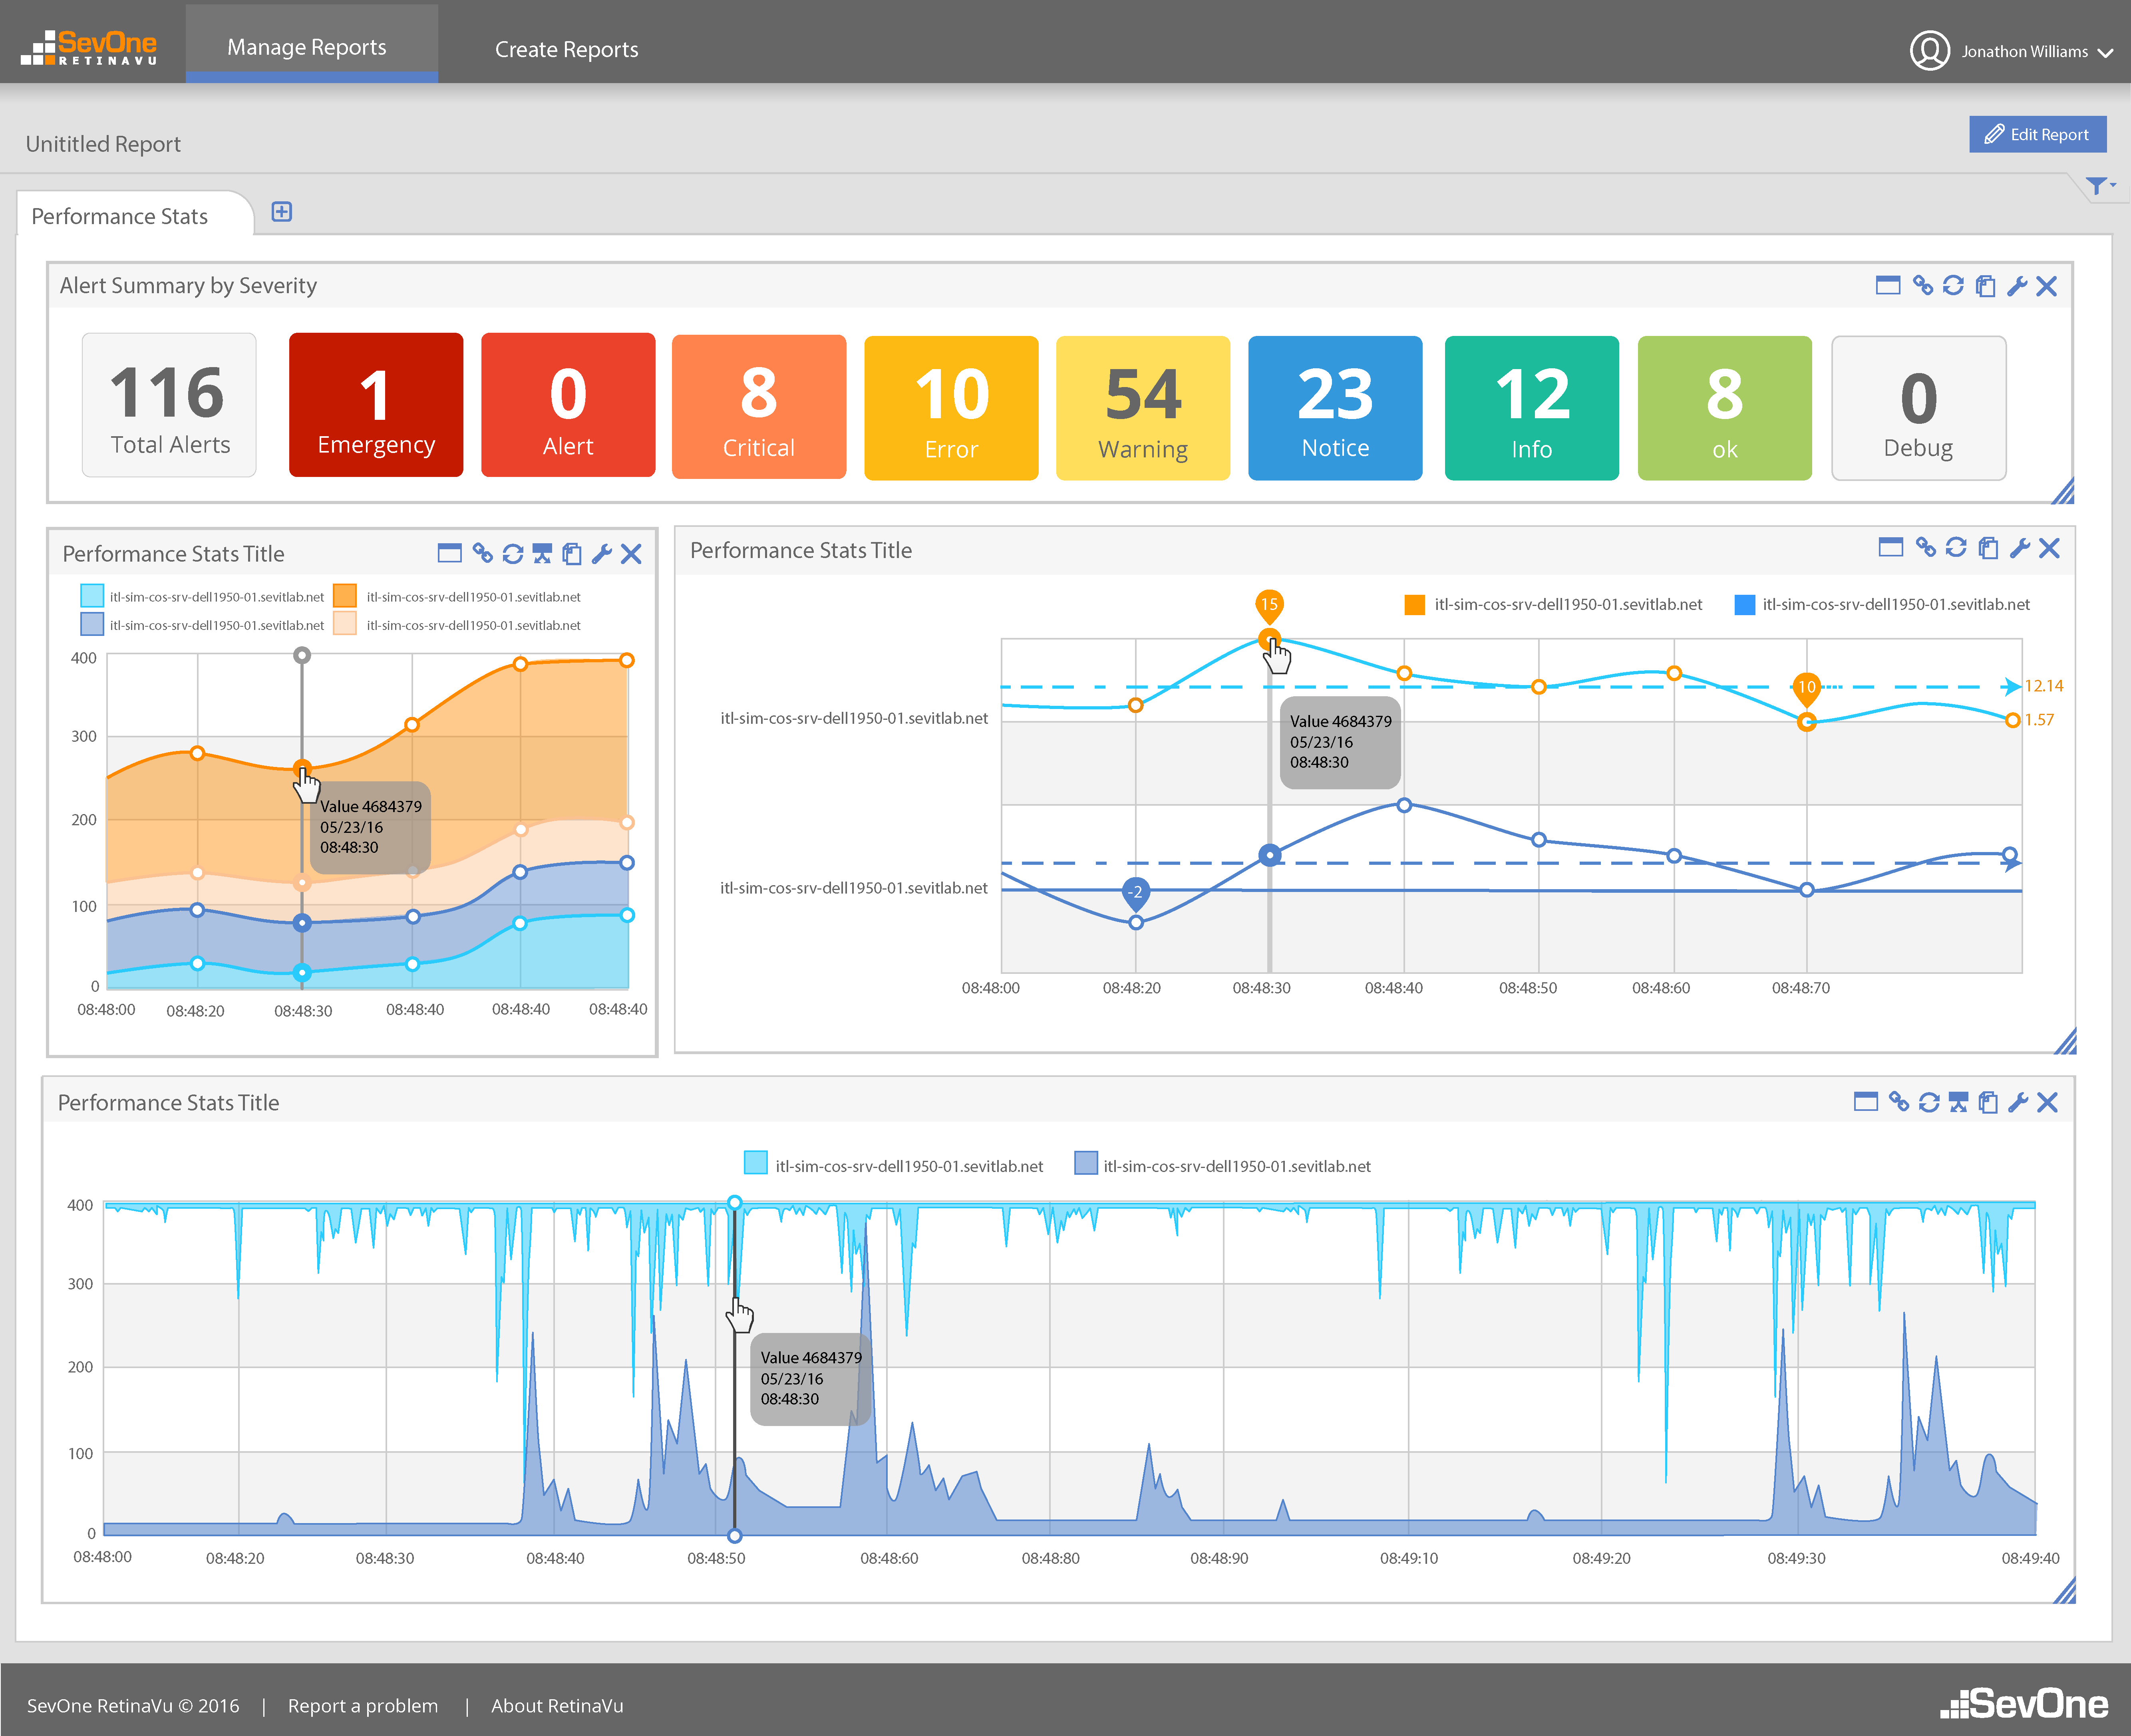 SevOne
RETINAVU
Manage Reports
Create Reports
Jonathon Williams
Unititled Report
Edit Report
Performance Stats
Alert Summary by Severity
116
Total Alerts
1
Emergency
0
Alert
8
Critical
10
Error
54
Warning
23
Notice
12
Info
8
ok
0
Debug
Performance Stats Title
itl-sim-cos-srv-dell1950-01.sevitlab.net
itl-sim-cos-srv-dell1950-01.sevitlab.net
itl-sim-cos-srv-dell1950-01.sevitlab.net
itl-sim-cos-srv-dell1950-01.sevitlab.net
400
300
200
100
0
Value 4684379
05/23/16
08:48:30
08:48:00 08:48:20 08:48:30 08:48:40 08:48:40 08:48:40
Performance Stats Title
itl-sim-cos-srv-dell1950-01.sevitlab.net
itl-sim-cos-srv-dell1950-01.sevitlab.net
15
10
12.14
1.57
itl-sim-cos-srv-dell1950-01.sevitlab.net
Value 4684379
05/23/16
08:48:30
itl-sim-cos-srv-dell1950-01.sevitlab.net
-2
08:48:00 08:48:20 08:48:30 08:48:40 08:48:50 08:48:60 08:48:70
Performance Stats Title
itl-sim-cos-srv-dell1950-01.sevitlab.net
itl-sim-cos-srv-dell1950-01.sevitlab.net
400
300
200
100
0
Value 4684379
05/23/16
08:48:30
08:48:00 08:48:20 08:48:30 08:48:40 08:48:50 08:48:60 08:48:80 08:48:90 08:49:10 08:49:20 08:49:30 08:49:40
SevOne RetinaVu © 2016 | Report a problem | About RetinaVu
SevOne